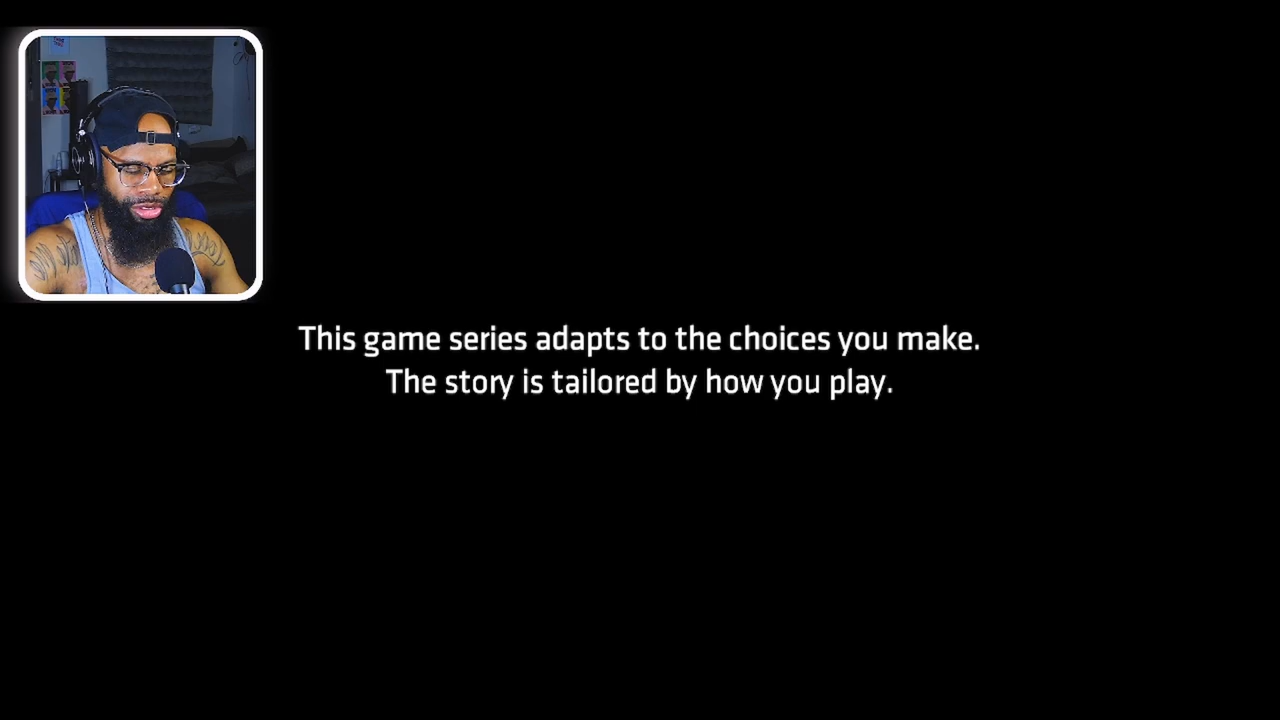 This game series adapts to the choices you make.
The story is tailored by how you play.